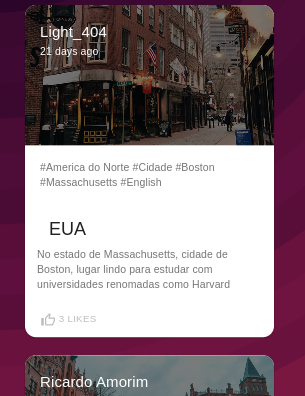 Light_404
21 days ago
#America do Norte #Cidade #Boston
#Massachusetts #English
EUA
No estado de Massachusetts, cidade de
Boston, lugar lindo para estudar com
universidades renomadas como Harvard
3 LIKES
Ricardo Amorim